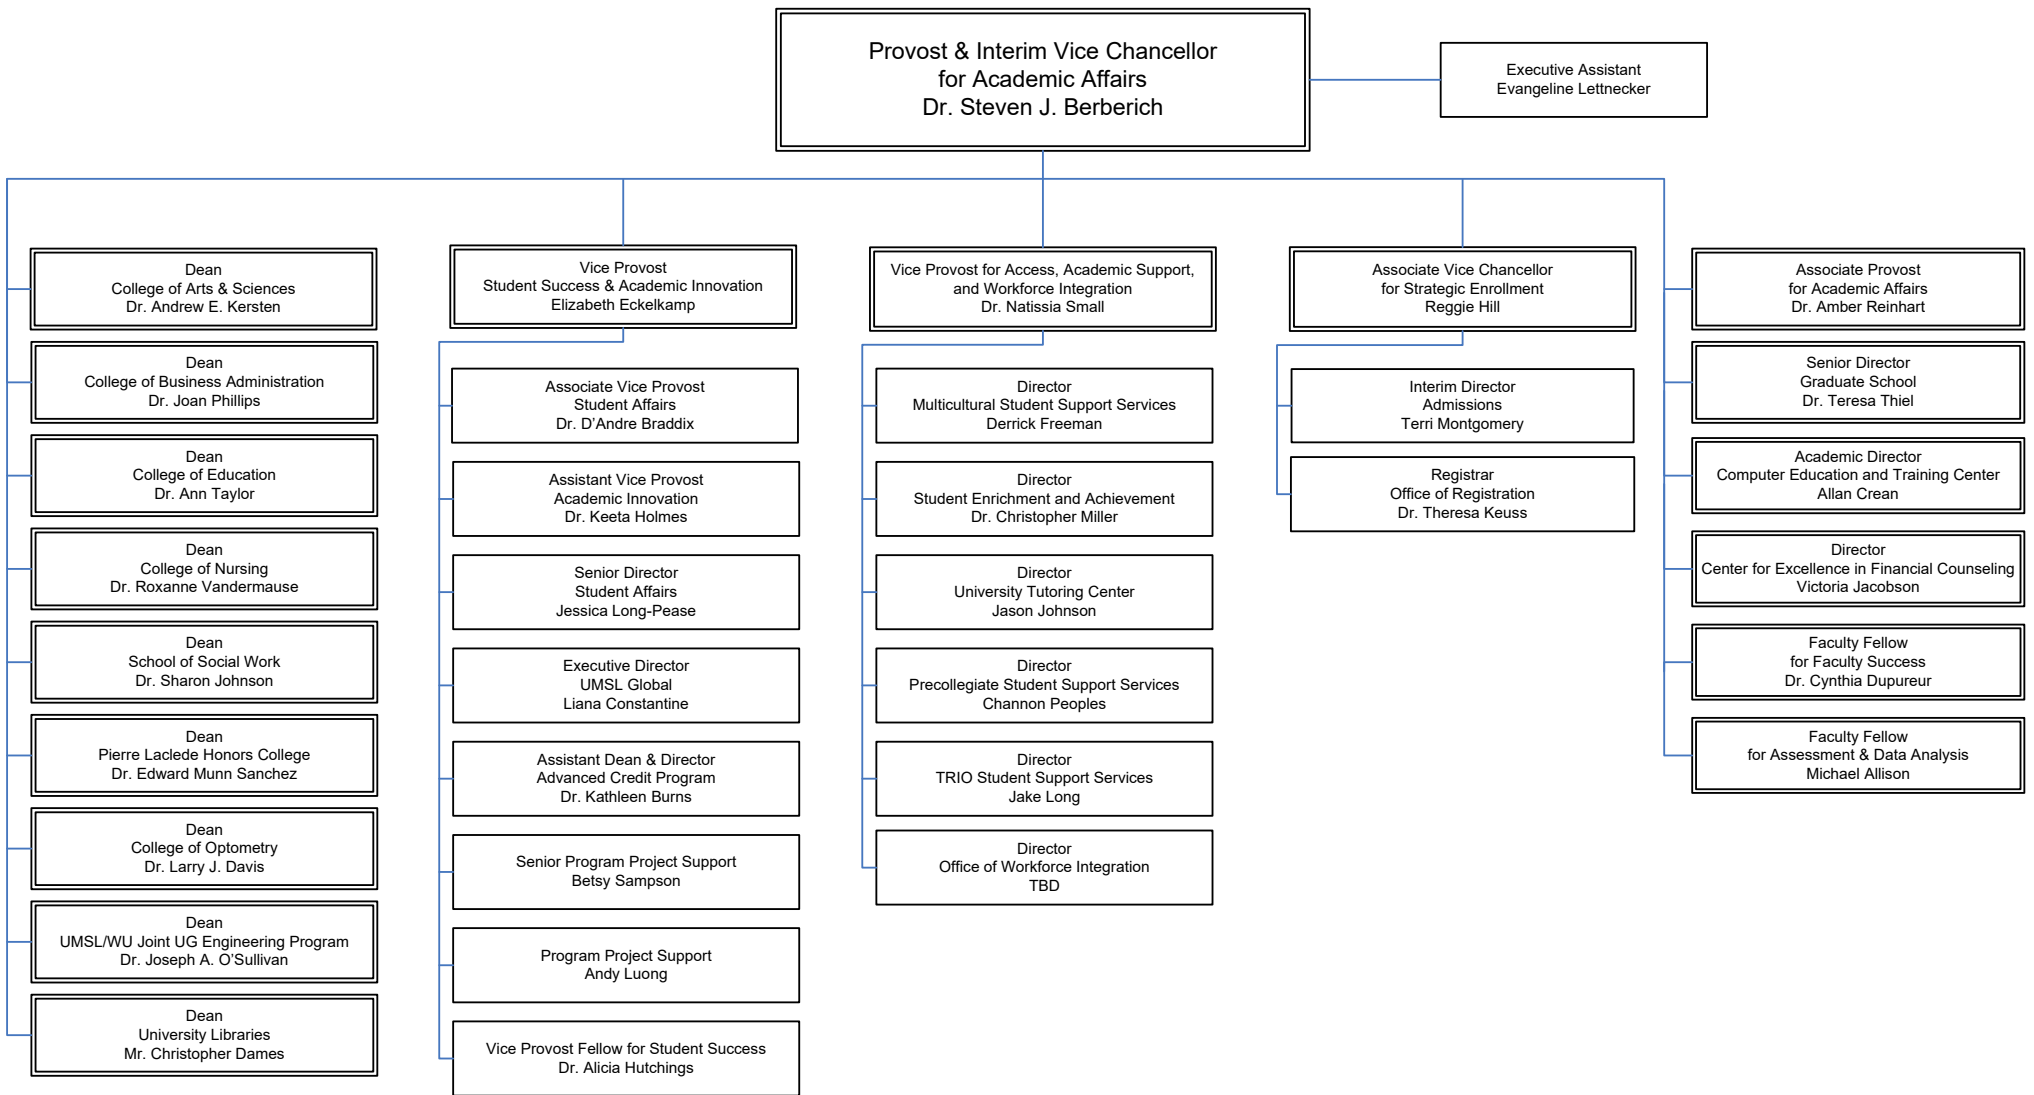 Provost & Interim Vice Chancellor
for Academic Affairs
Dr. Steven J. Berberich
Executive Assistant
Evangeline Lettnecker
Dean
College of Arts & Sciences
Dr. Andrew E. Kersten
Dean
College of Business Administration
Dr. Joan Phillips
Dean
College of Education
Dr. Ann Taylor
Dean
College of Nursing
Dr. Roxanne Vandermause
Dean
School of Social Work
Dr. Sharon Johnson
Dean
Pierre Laclede Honors College
Dr. Edward Munn Sanchez
Dean
College of Optometry
Dr. Larry J. Davis
Dean
UMSL/WU Joint UG Engineering Program
Dr. Joseph A. O’Sullivan
Dean
University Libraries
Mr. Christopher Dames
Vice Provost
Student Success & Academic Innovation
Elizabeth Eckelkamp
Associate Vice Provost
Student Affairs
Dr. D’Andre Braddix
Assistant Vice Provost
Academic Innovation
Dr. Keeta Holmes
Senior Director
Student Affairs
Jessica Long-Pease
Executive Director
UMSL Global
Liana Constantine
Assistant Dean & Director
Advanced Credit Program
Dr. Kathleen Burns
Senior Program Project Support
Betsy Sampson
Program Project Support
Andy Luong
Vice Provost Fellow for Student Success
Dr. Alicia Hutchings
Vice Provost for Access, Academic Support,
and Workforce Integration
Dr. Natissia Small
Director
Multicultural Student Support Services
Derrick Freeman
Director
Student Enrichment and Achievement
Dr. Christopher Miller
Director
University Tutoring Center
Jason Johnson
Director
Precollegiate Student Support Services
Channon Peoples
Director
TRIO Student Support Services
Jake Long
Director
Office of Workforce Integration
TBD
Associate Vice Chancellor
for Strategic Enrollment
Reggie Hill
Interim Director
Admissions
Terri Montgomery
Registrar
Office of Registration
Dr. Theresa Keuss
Associate Provost
for Academic Affairs
Dr. Amber Reinhart
Senior Director
Graduate School
Dr. Teresa Thiel
Academic Director
Computer Education and Training Center
Allan Crean
Director
Center for Excellence in Financial Counseling
Victoria Jacobson
Faculty Fellow
for Faculty Success
Dr. Cynthia Dupureur
Faculty Fellow
for Assessment & Data Analysis
Michael Allison